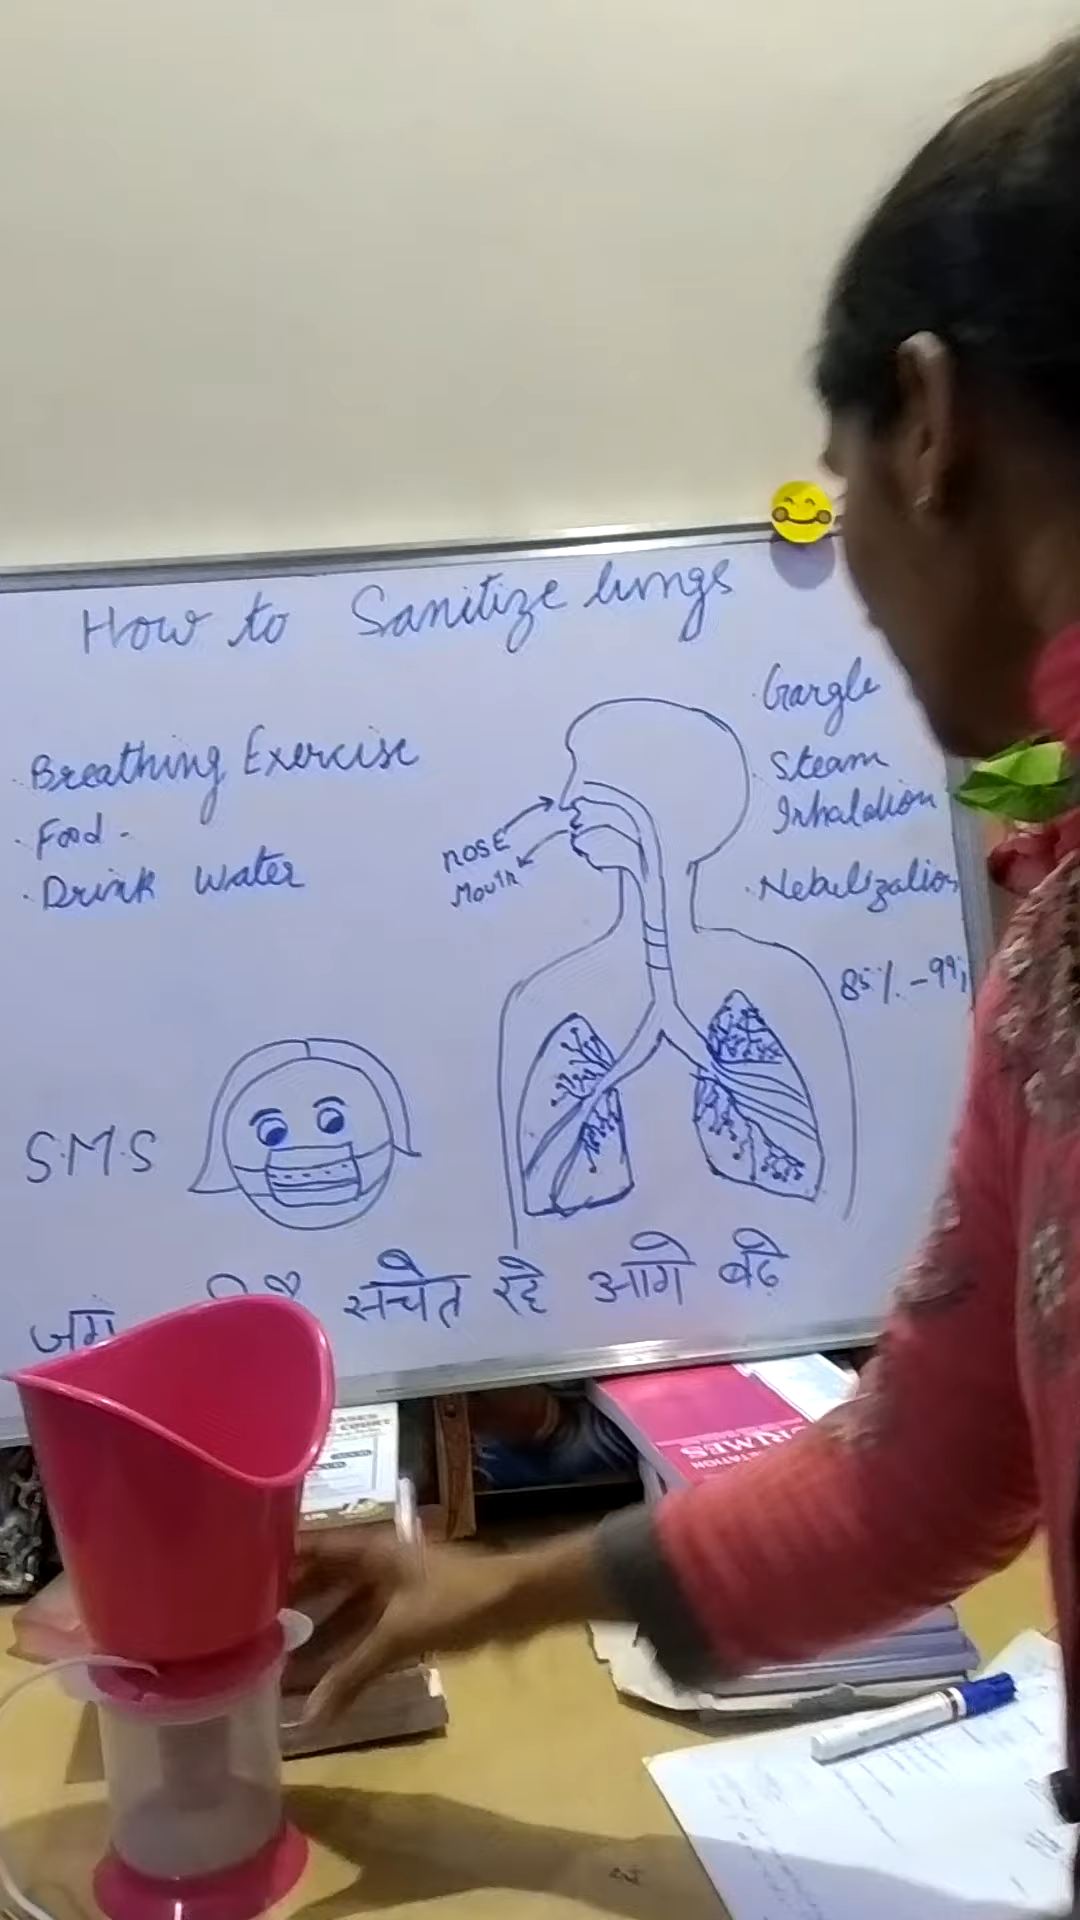 How to Sanitize lungs
Breathing Exercise
Food -
Drink Water
NOSE
Mouth
Gargle
Steam
Inhalation
Nebulization
85% - 99%
S.M.S
सचेत रहे आगे बढे
CRIMES